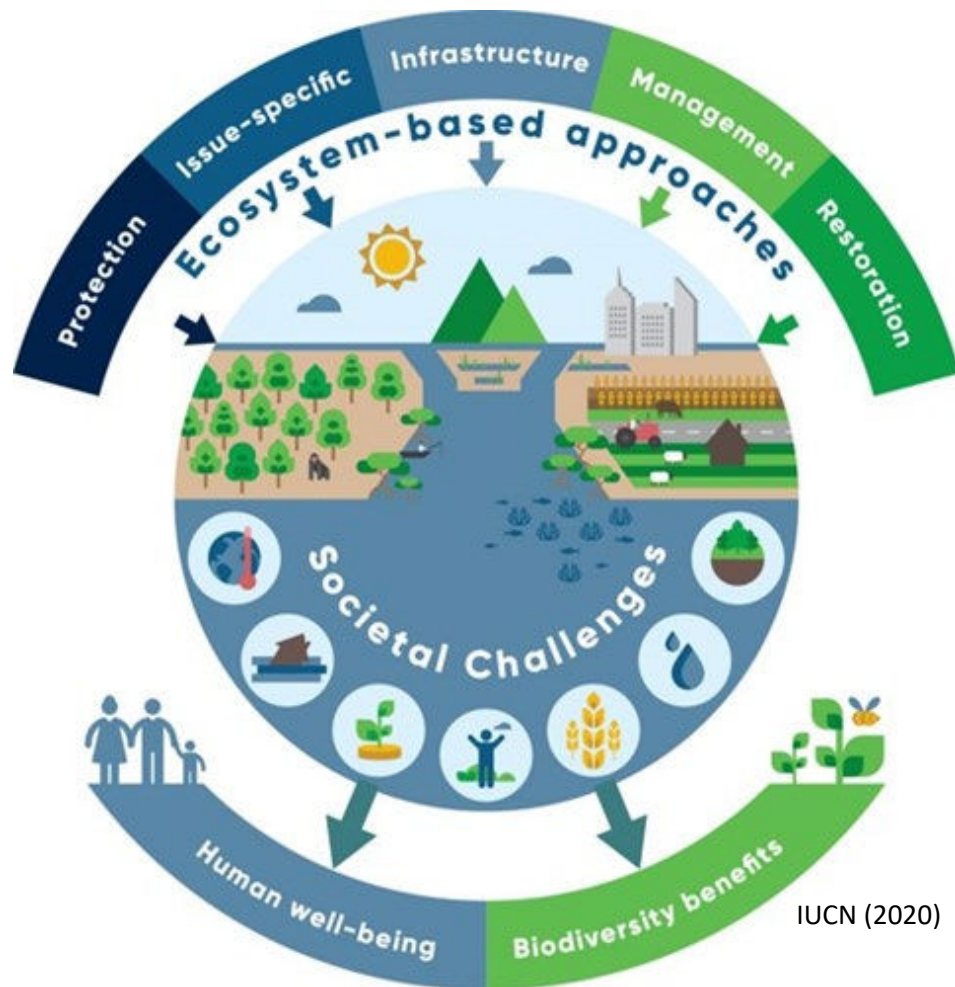 Protection
Issue-specific
Infrastructure
Management
Restoration
Ecosystem-based approaches
Societal Challenges
Human well-being
Biodiversity benefits
IUCN (2020)